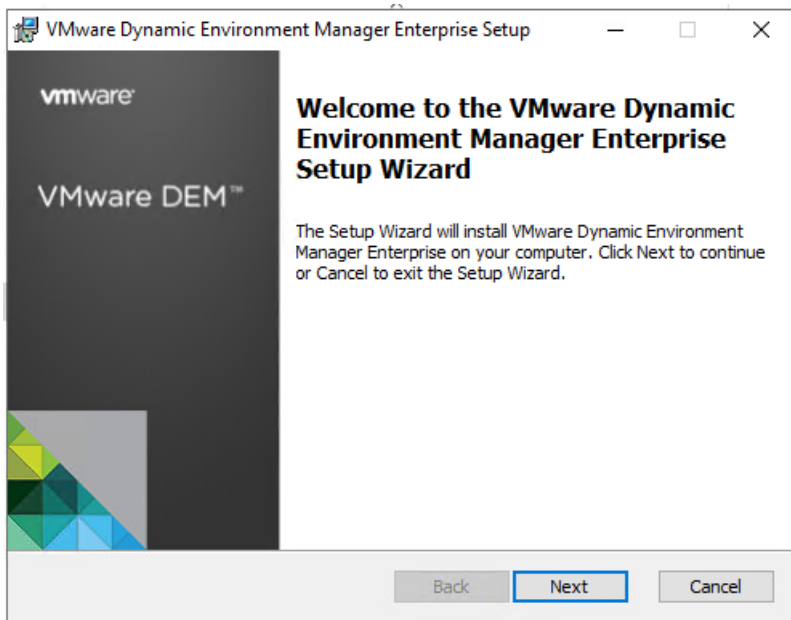 VMware Dynamic Environment Manager Enterprise Setup
vmware
VMware DEM™
Welcome to the VMware Dynamic
Environment Manager Enterprise
Setup Wizard
The Setup Wizard will install VMware Dynamic Environment
Manager Enterprise on your computer. Click Next to continue
or Cancel to exit the Setup Wizard.
Back
Next
Cancel